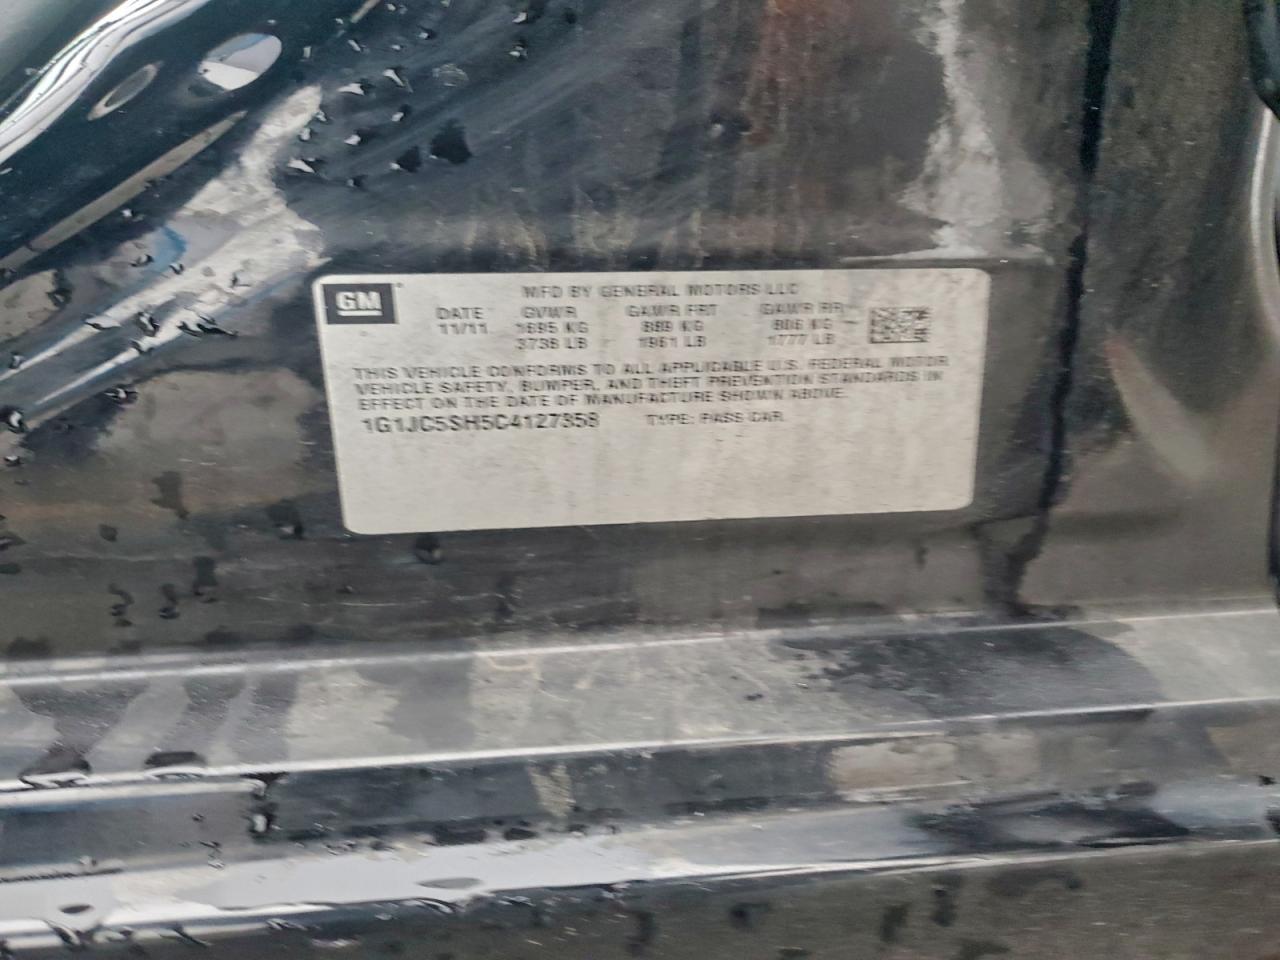 GM
MFD BY GENERAL MOTORS LLC
DATE GVWR GAWR FRT GAWR RR
11/11 1695 KG 889 KG 806 KG
3736 LB 1961 LB 1777 LB
THIS VEHICLE CONFORMS TO ALL APPLICABLE U.S. FEDERAL MOTOR
VEHICLE SAFETY, BUMPER, AND THEFT PREVENTION STANDARDS IN
EFFECT ON THE DATE OF MANUFACTURE SHOWN ABOVE.
1G1JC5SH5C4127358 TYPE: PASS CAR